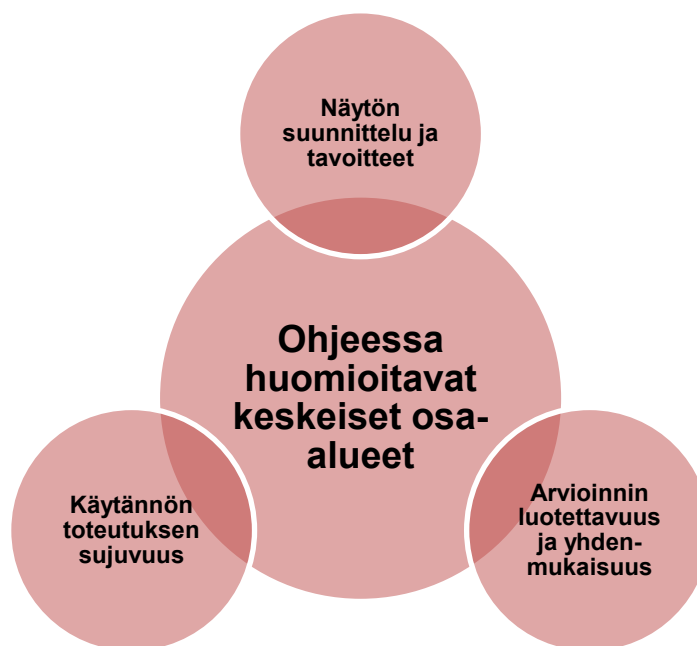 Näytön
suunnittelu ja
tavoitteet
Ohjeessa
huomioitavat
keskeiset osa-
alueet
Käytännön
toteutuksen
sujuvuus
Arvioinnin
luotettavuus
ja yhden-
mukaisuus